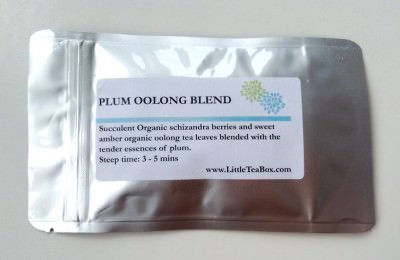 PLUM OOLONG BLEND
Succulent Organic schizandra berries and sweet
amber organic oolong tea leaves blended with the
tender essences of plum.
Steep time: 3 - 5 mins
www.LittleTeaBox.com